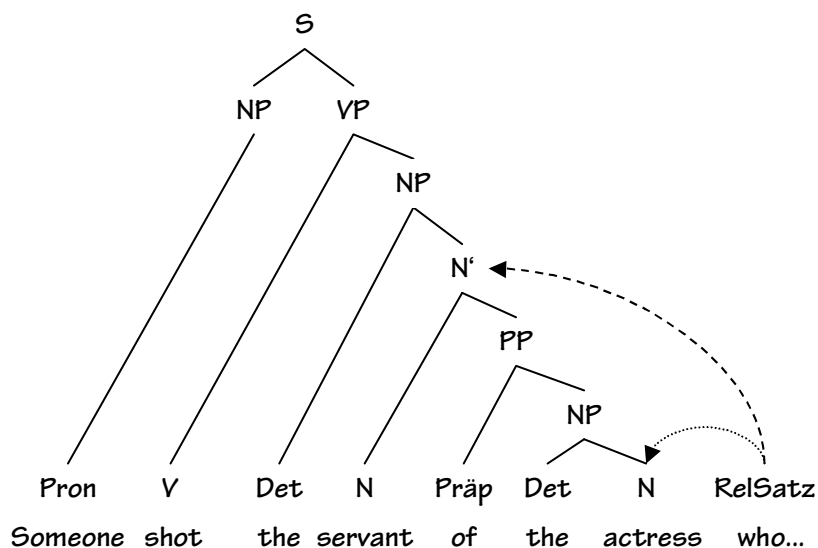 S
NP VP
NP
N‘
PP
NP
Pron V Det N Präp Det N RelSatz
Someone shot the servant of the actress who...